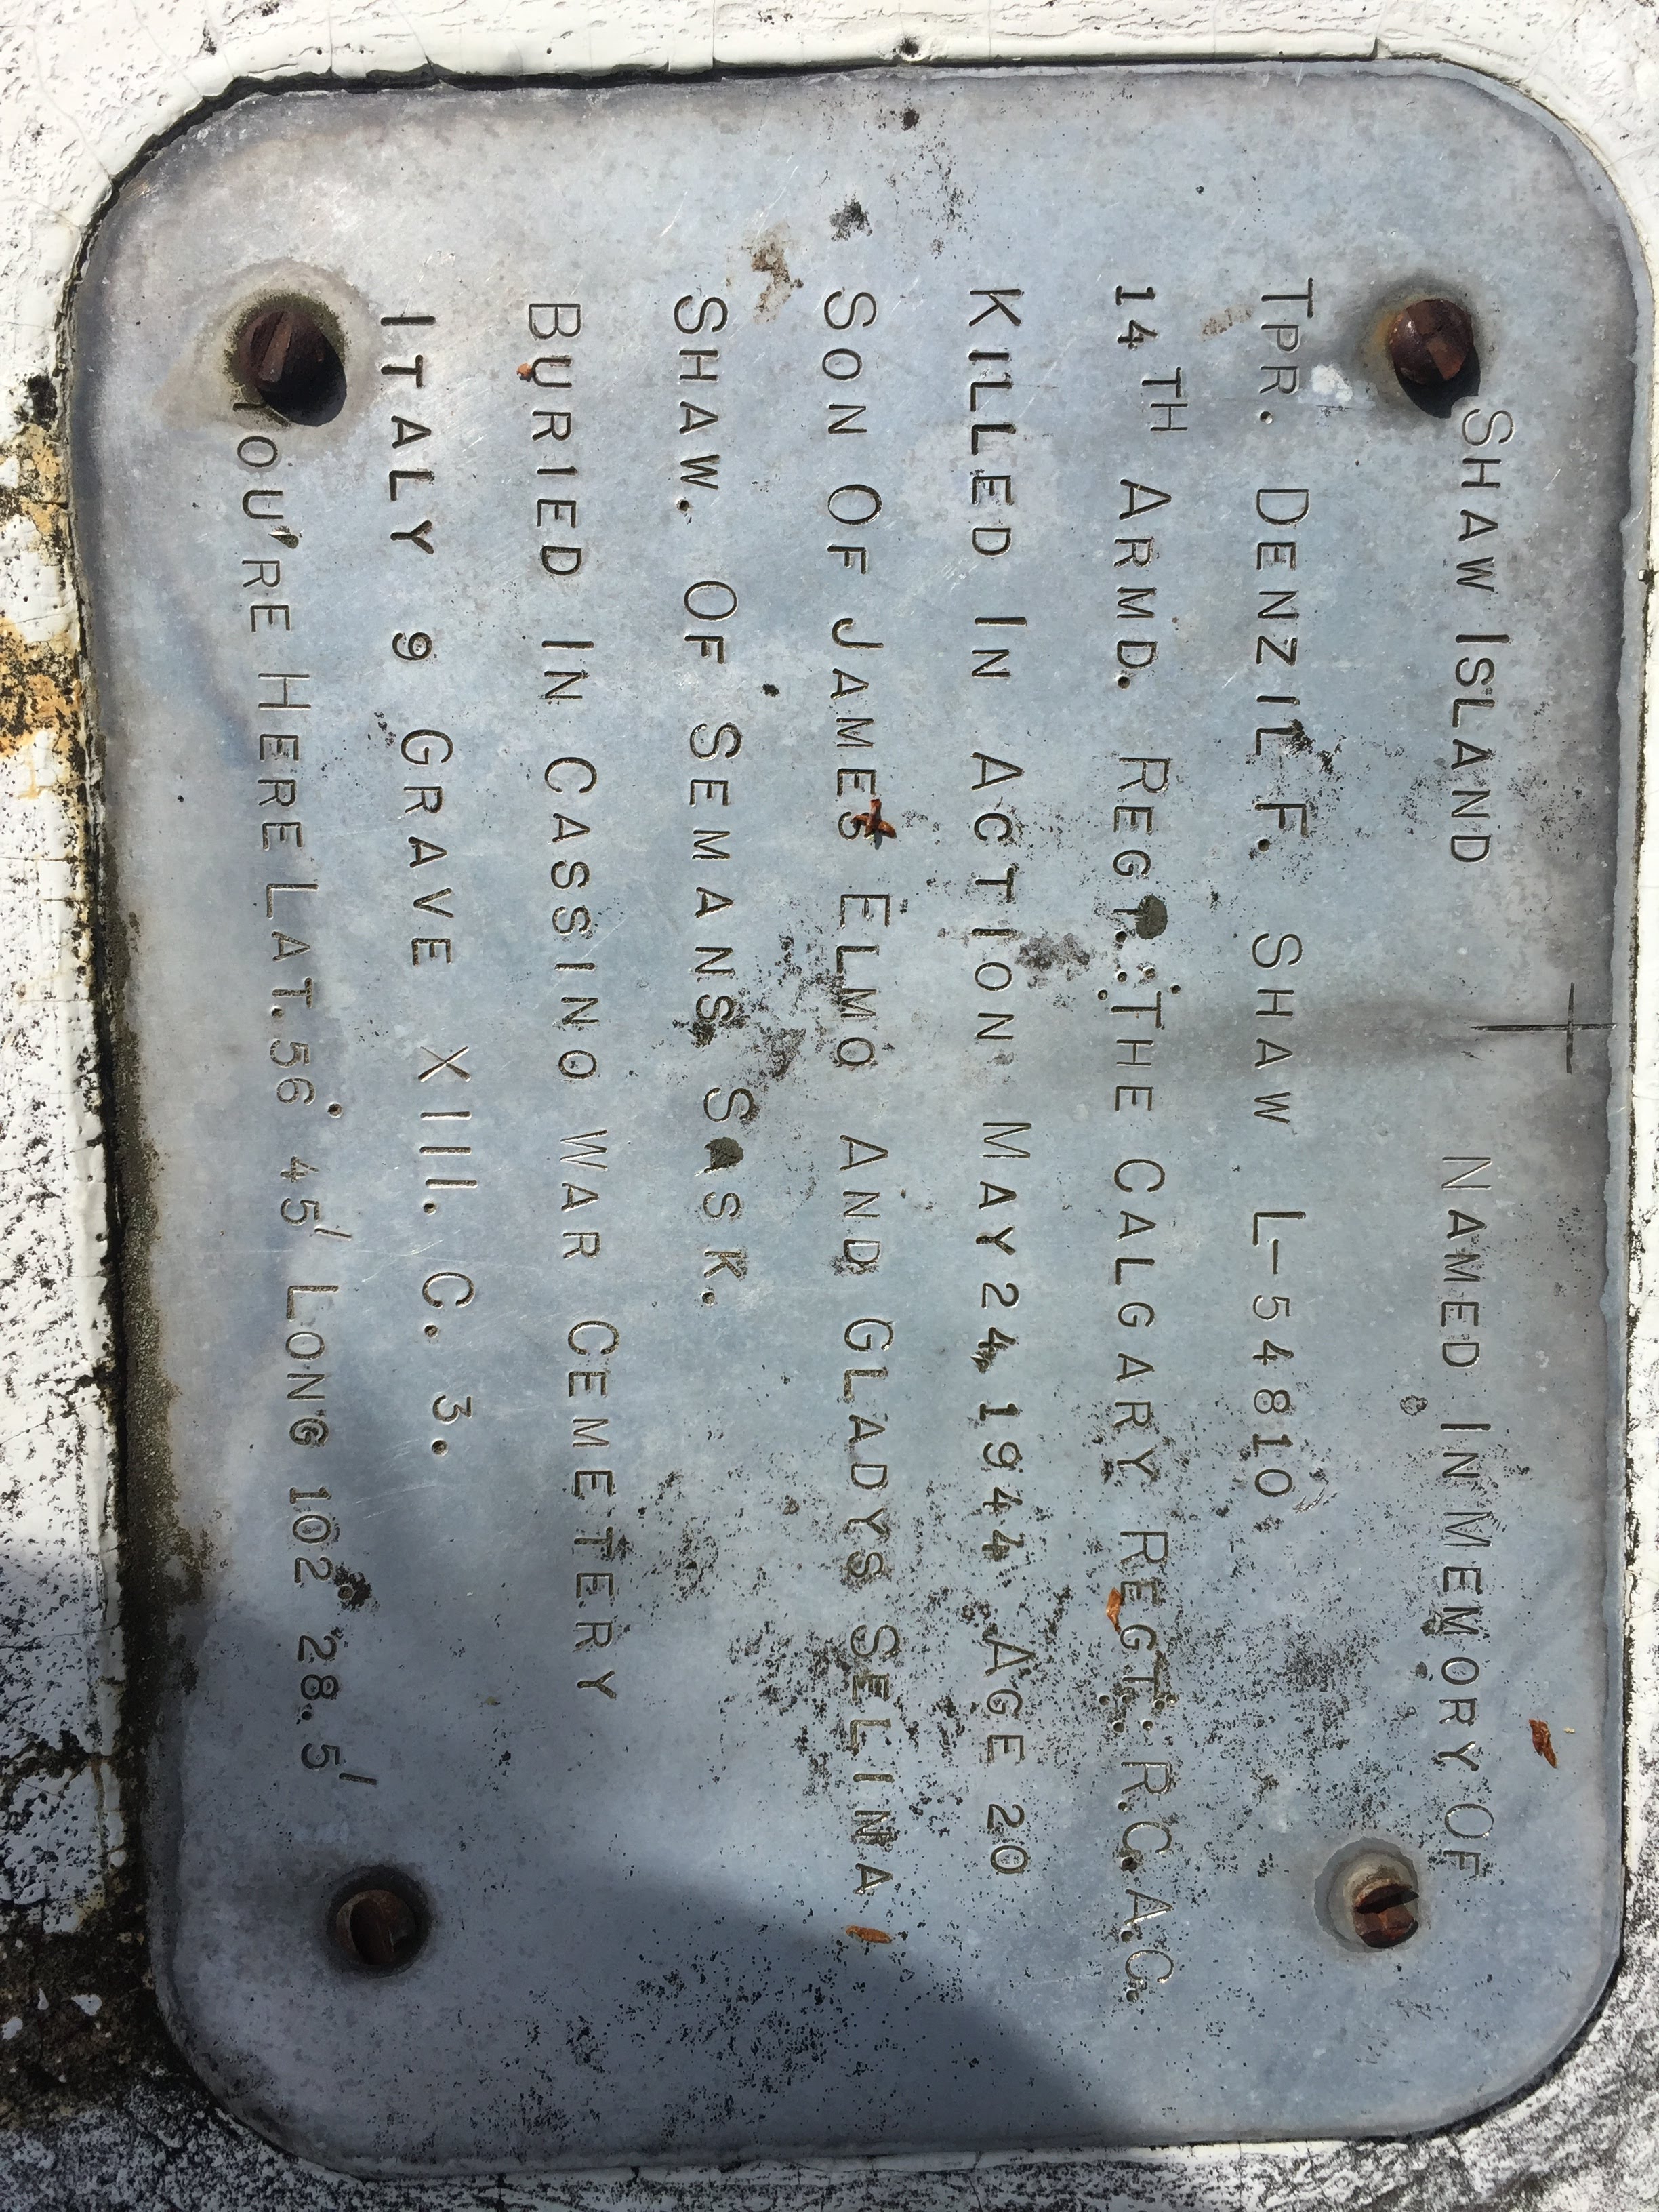 SHAW ISLAND NAMED IN MEMORY OF
TPR. DENZIL F. SHAW L-54810
14TH ARMD. REGT. THE CALGARY REGT. R.C.A.C.
KILLED IN ACTION MAY 24, 1944 AGE 20
SON OF JAMES ELMO AND GLADYS SELINA
SHAW. OF SEMANS, SASK.
BURIED IN CASSINO WAR CEMETERY
ITALY 9 GRAVE XIII. C. 3.
YOU'RE HERE LAT. 56° 45' LONG 102° 28.5'